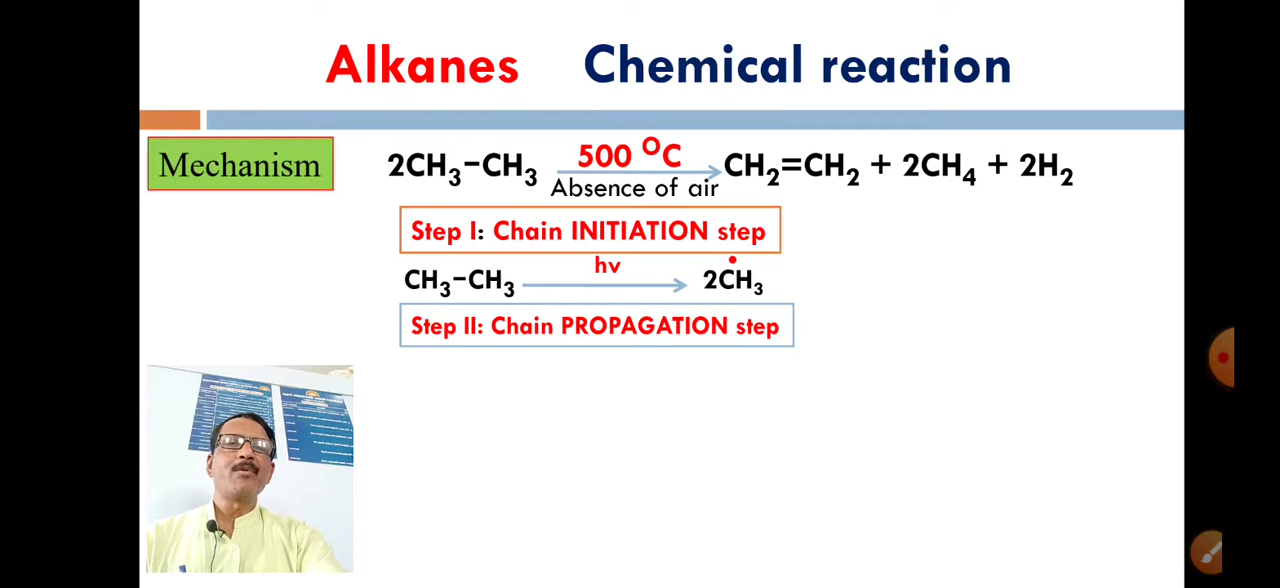 Alkanes Chemical reaction
Mechanism
2CH₃−CH₃ 500 °C Absence of air CH₂=CH₂ + 2CH₄ + 2H₂
Step I: Chain INITIATION step
CH₃−CH₃ hv 2ĊH₃
Step II: Chain PROPAGATION step